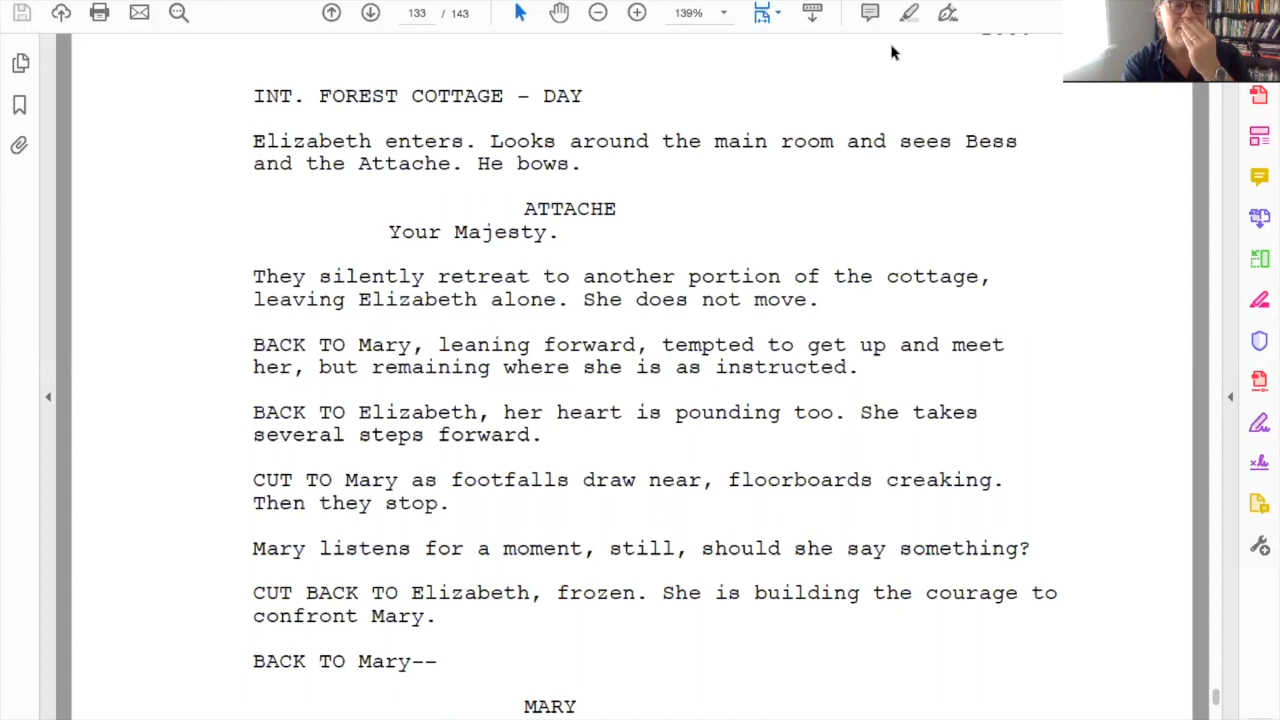 133 / 143
139%
INT. FOREST COTTAGE - DAY
Elizabeth enters. Looks around the main room and sees Bess
and the Attache. He bows.
ATTACHE
Your Majesty.
They silently retreat to another portion of the cottage,
leaving Elizabeth alone. She does not move.
BACK TO Mary, leaning forward, tempted to get up and meet
her, but remaining where she is as instructed.
BACK TO Elizabeth, her heart is pounding too. She takes
several steps forward.
CUT TO Mary as footfalls draw near, floorboards creaking.
Then they stop.
Mary listens for a moment, still, should she say something?
CUT BACK TO Elizabeth, frozen. She is building the courage to
confront Mary.
BACK TO Mary--
MARY